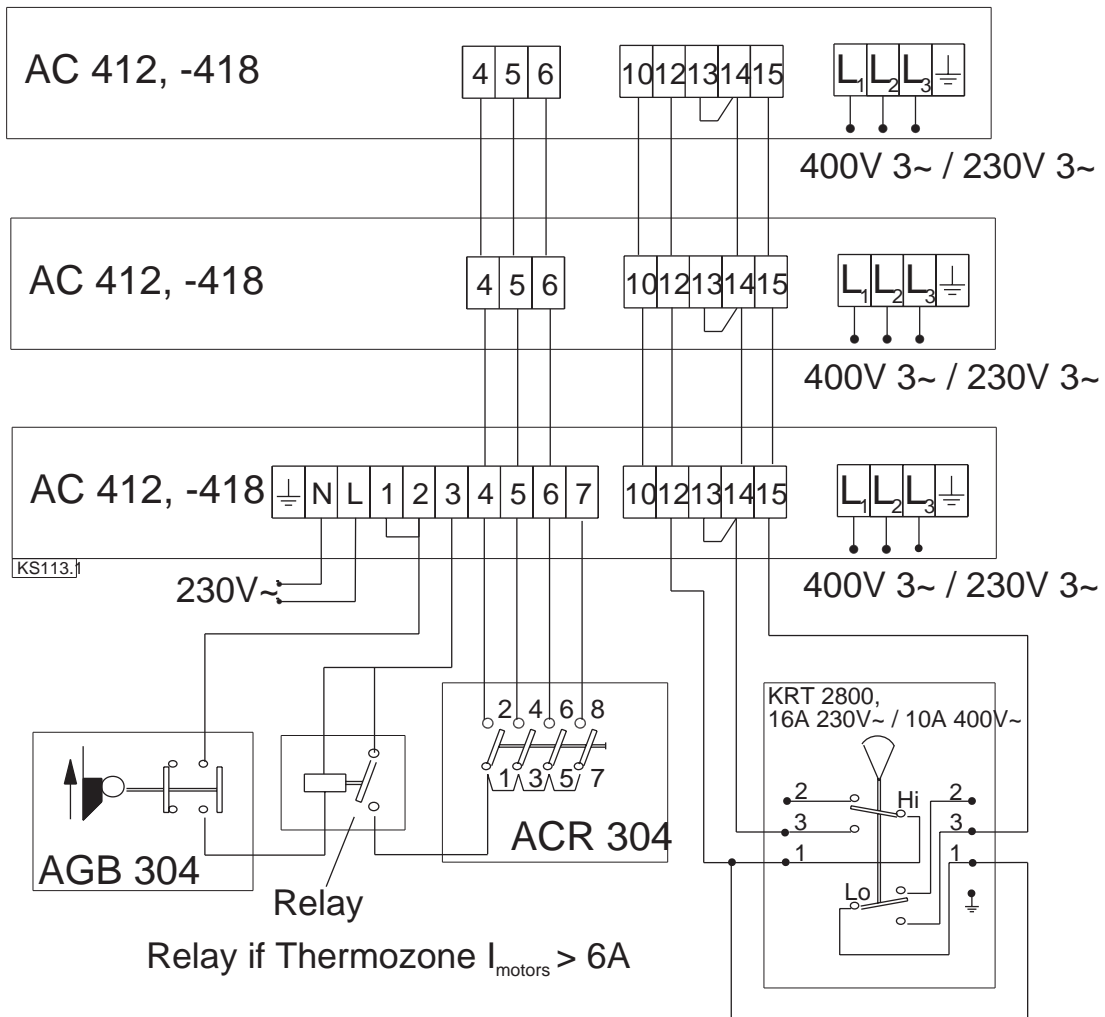 AC 412, -418
4 5 6
10 12 13 14 15
L1 L2 L3
400V 3~ / 230V 3~
AC 412, -418
4 5 6
10 12 13 14 15
L1 L2 L3
400V 3~ / 230V 3~
AC 412, -418
N L 1 2 3 4 5 6 7
10 12 13 14 15
L1 L2 L3
KS113.1
230V~
400V 3~ / 230V 3~
KRT 2800,
16A 230V~ / 10A 400V~
2 4 6 8
1 3 5 7
ACR 304
AGB 304
2 Hi 2
3 3
1 1
Lo
Relay
Relay if Thermozone Imotors > 6A